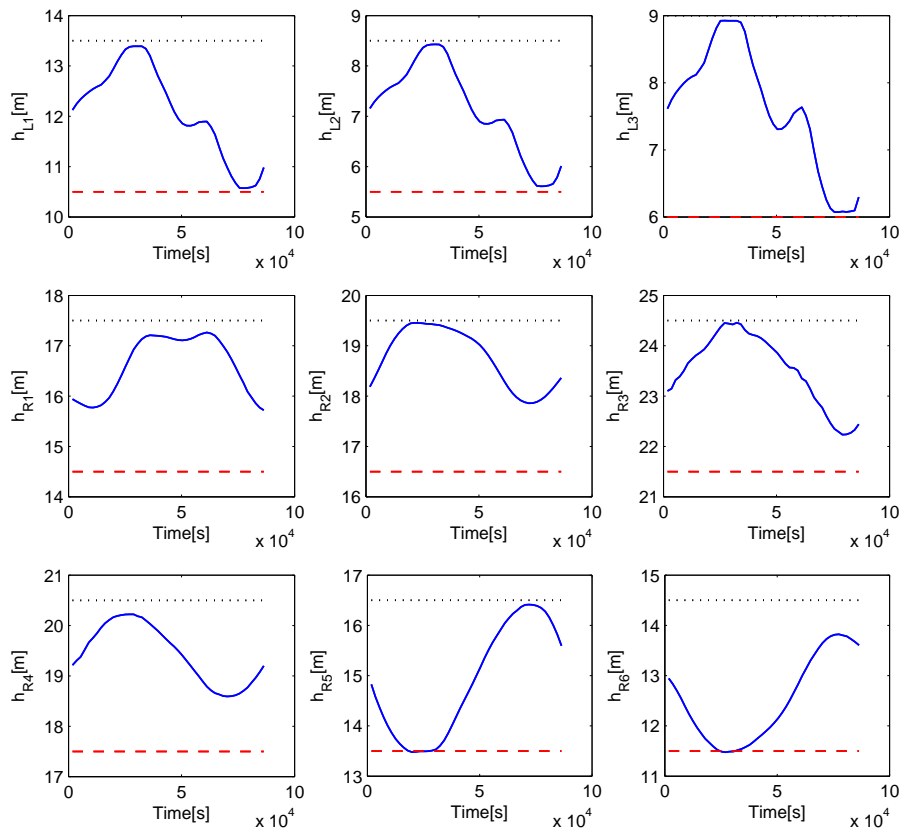 14
13
12
11
10
h_L1[m]
0 5 10
Time[s]
x 10^4
9
8
7
6
5
h_L2[m]
0 5 10
Time[s]
x 10^4
9
8
7
6
h_L3[m]
0 5 10
Time[s]
x 10^4
18
17
16
15
14
h_R1[m]
0 5 10
Time[s]
x 10^4
20
19
18
17
16
h_R2[m]
0 5 10
Time[s]
x 10^4
25
24
23
22
21
h_R3[m]
0 5 10
Time[s]
x 10^4
21
20
19
18
17
h_R4[m]
0 5 10
Time[s]
x 10^4
17
16
15
14
13
h_R5[m]
0 5 10
Time[s]
x 10^4
15
14
13
12
11
h_R6[m]
0 5 10
Time[s]
x 10^4